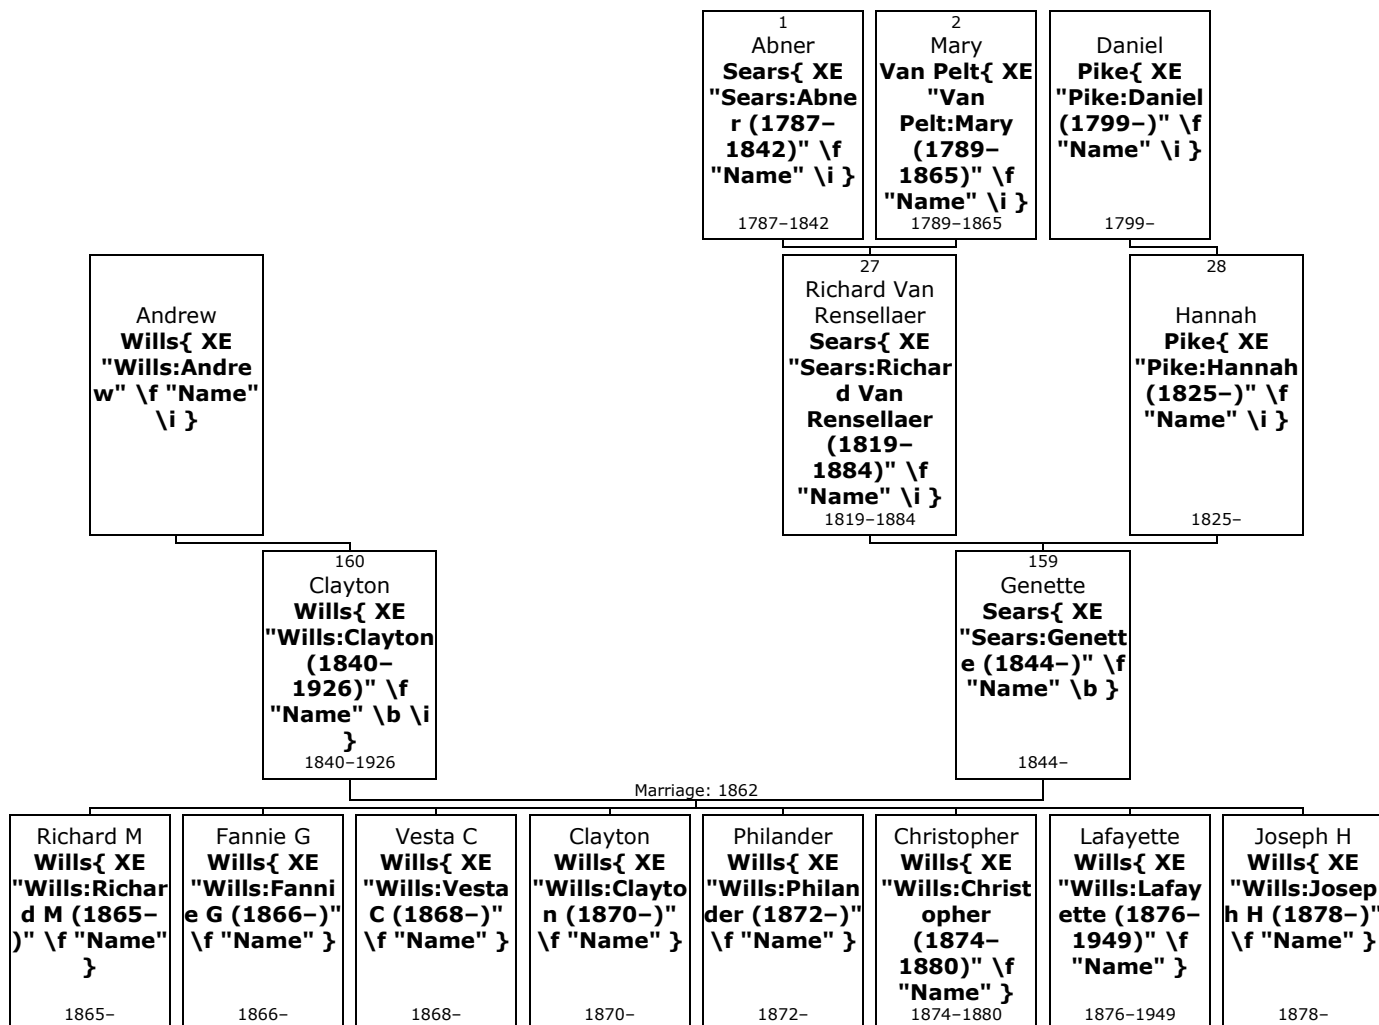 1
Abner
Sears{ XE
"Sears:Abne
r (1787–
1842)" \f
"Name" \i }
1787–1842
2
Mary
Van Pelt{ XE
"Van
Pelt:Mary
(1789–
1865)" \f
"Name" \i }
1789–1865
Daniel
Pike{ XE
"Pike:Daniel
(1799–)" \f
"Name" \i }
1799–
Andrew
Wills{ XE
"Wills:Andre
w" \f "Name"
\i }
27
Richard Van
Rensellaer
Sears{ XE
"Sears:Richar
d Van
Rensellaer
(1819–
1884)" \f
"Name" \i }
1819–1884
28
Hannah
Pike{ XE
"Pike:Hannah
(1825–)" \f
"Name" \i }
1825–
160
Clayton
Wills{ XE
"Wills:Clayton
(1840–
1926)" \f
"Name" \b \i
}
1840–1926
159
Genette
Sears{ XE
"Sears:Genett
e (1844–)" \f
"Name" \b }
1844–
Marriage: 1862
Richard M
Wills{ XE
"Wills:Richar
d M (1865–
)" \f "Name"
}
1865–
Fannie G
Wills{ XE
"Wills:Fanni
e G (1866–)"
\f "Name" }
1866–
Vesta C
Wills{ XE
"Wills:Vesta
C (1868–)"
\f "Name" }
1868–
Clayton
Wills{ XE
"Wills:Clayto
n (1870–)"
\f "Name" }
1870–
Philander
Wills{ XE
"Wills:Philan
der (1872–)"
\f "Name" }
1872–
Christopher
Wills{ XE
"Wills:Christ
opher
(1874–
1880)" \f
"Name" }
1874–1880
Lafayette
Wills{ XE
"Wills:Lafay
ette (1876–
1949)" \f
"Name" }
1876–1949
Joseph H
Wills{ XE
"Wills:Josep
h H (1878–)"
\f "Name" }
1878–